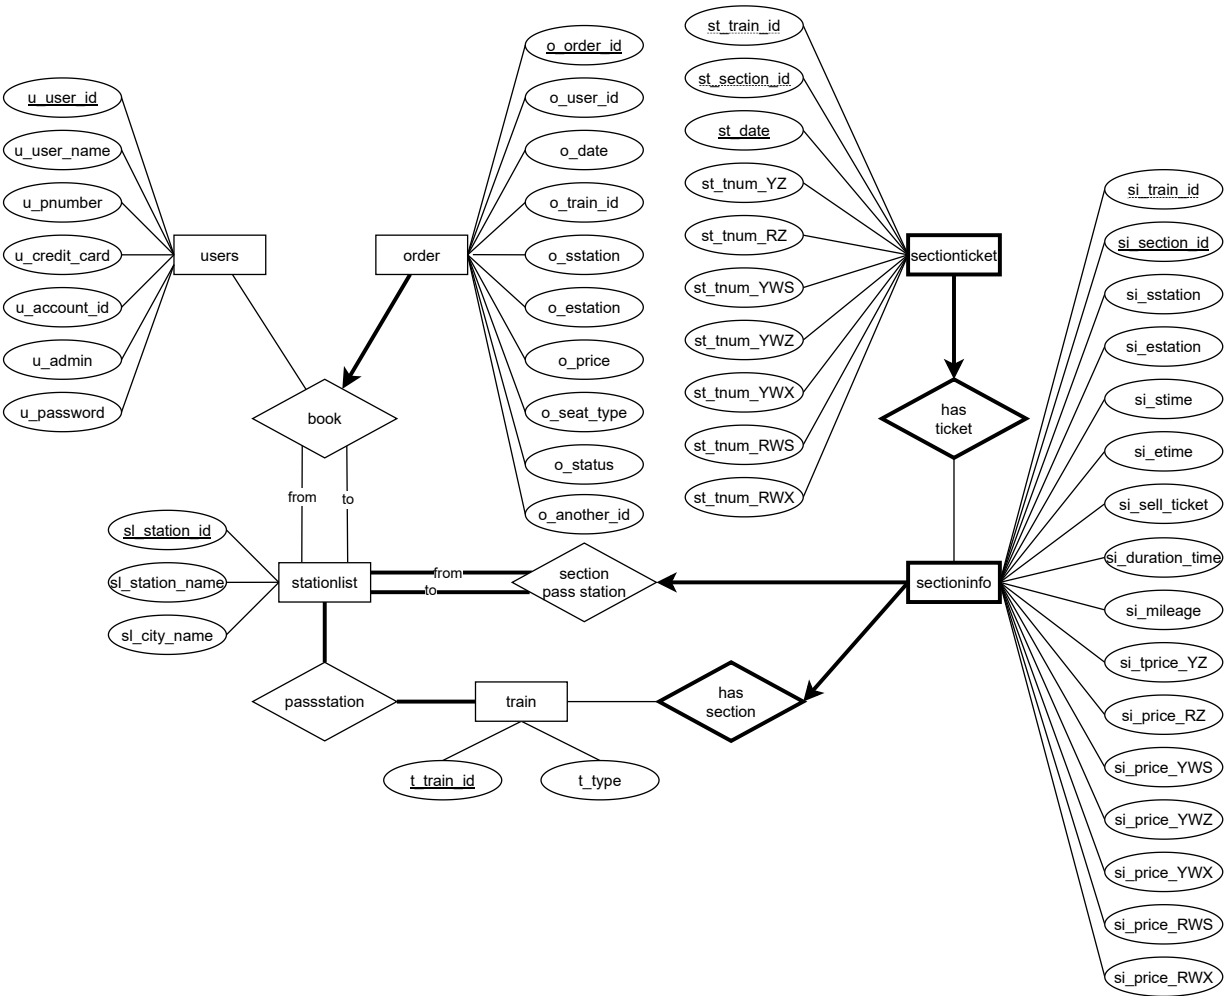 u_user_id
u_user_name
u_pnumber
u_credit_card
u_account_id
u_admin
u_password
users
order
o_order_id
o_user_id
o_date
o_train_id
o_sstation
o_estation
o_price
o_seat_type
o_status
o_another_id
st_train_id
st_section_id
st_date
st_tnum_YZ
st_tnum_RZ
st_tnum_YWS
st_tnum_YWZ
st_tnum_YWX
st_tnum_RWS
st_tnum_RWX
sectionticket
has
ticket
book
from
to
sl_station_id
sl_station_name
sl_city_name
stationlist
from
to
section
pass station
sectioninfo
passstation
train
has
section
t_train_id
t_type
si_train_id
si_section_id
si_sstation
si_estation
si_stime
si_etime
si_sell_ticket
si_duration_time
si_mileage
si_tprice_YZ
si_price_RZ
si_price_YWS
si_price_YWZ
si_price_YWX
si_price_RWS
si_price_RWX